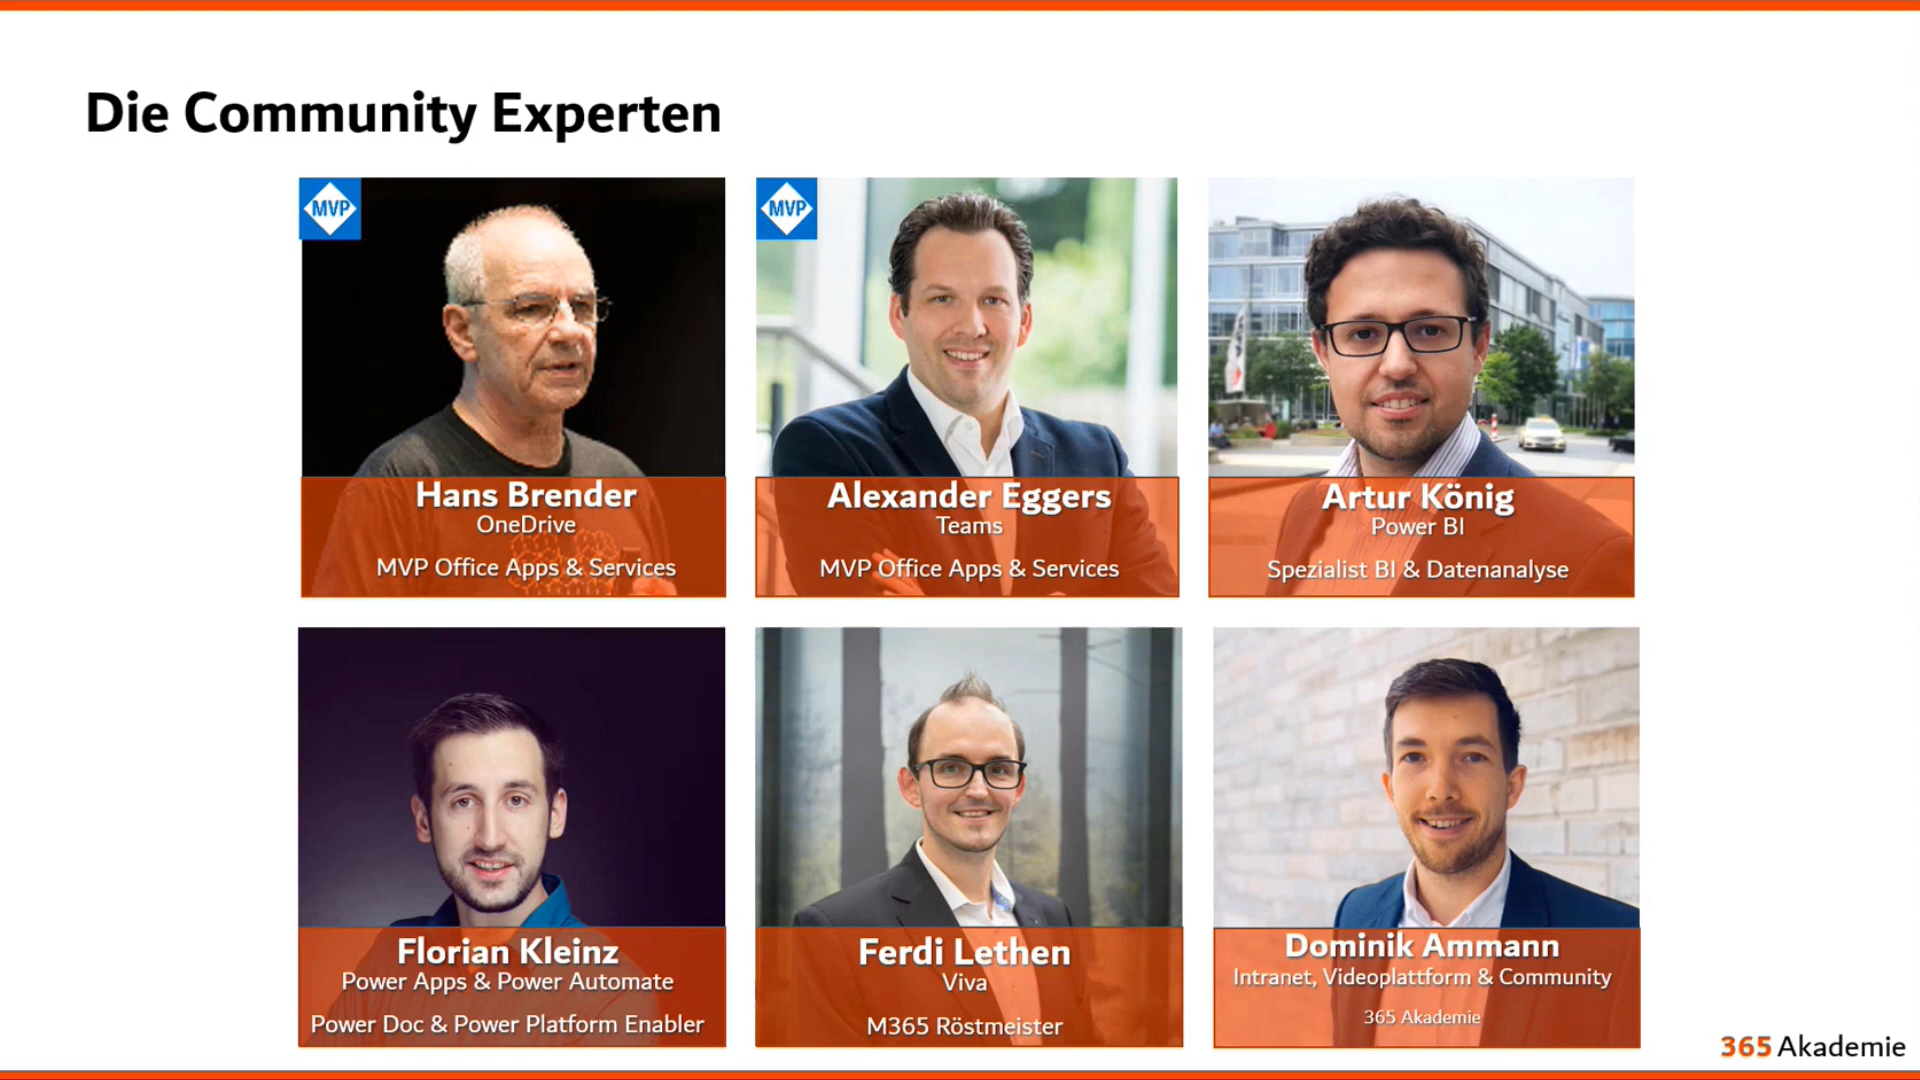 Die Community Experten
MVP
MVP
Hans Brender
OneDrive
MVP Office Apps & Services
Alexander Eggers
Teams
MVP Office Apps & Services
Artur König
Power BI
Spezialist BI & Datenanalyse
Florian Kleinz
Power Apps & Power Automate
Power Doc & Power Platform Enabler
Ferdi Lethen
Viva
M365 Röstmeister
Dominik Ammann
Intranet, Videoplattform & Community
365 Akademie
365 Akademie